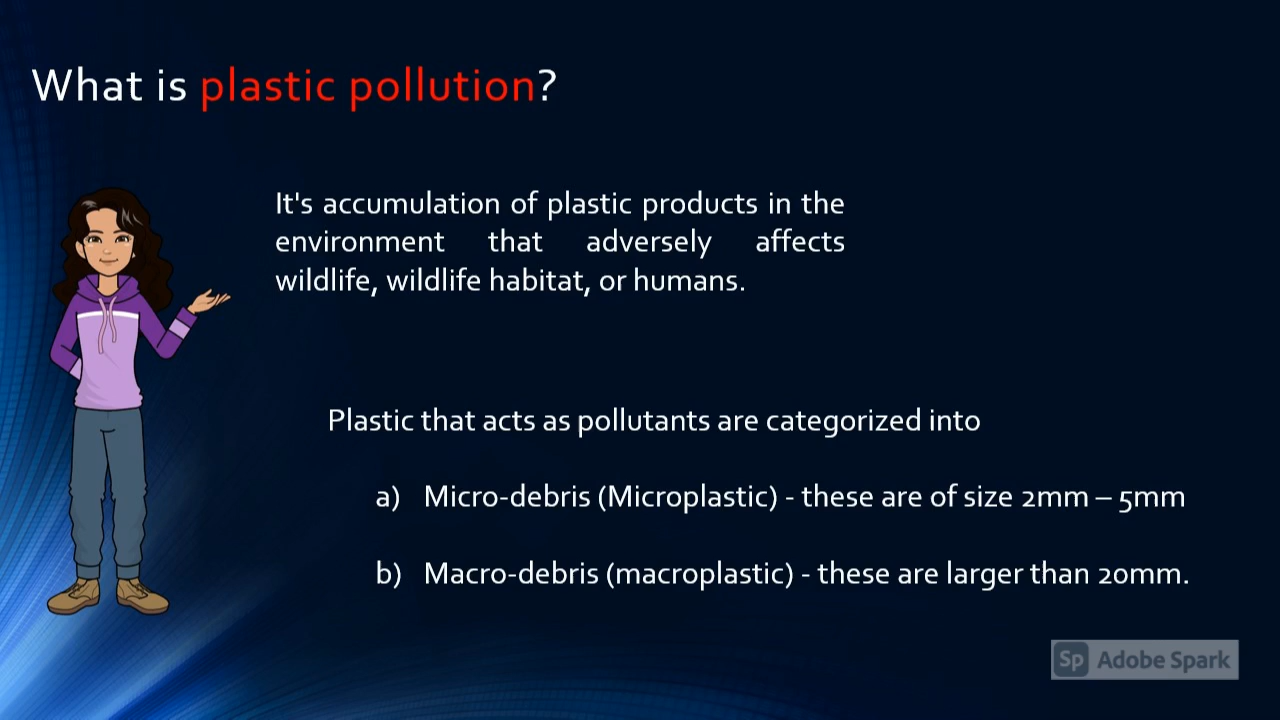 What is plastic pollution?
It's accumulation of plastic products in the
environment that adversely affects
wildlife, wildlife habitat, or humans.
Plastic that acts as pollutants are categorized into
a) Micro-debris (Microplastic) - these are of size 2mm – 5mm
b) Macro-debris (macroplastic) - these are larger than 20mm.
Sp Adobe Spark